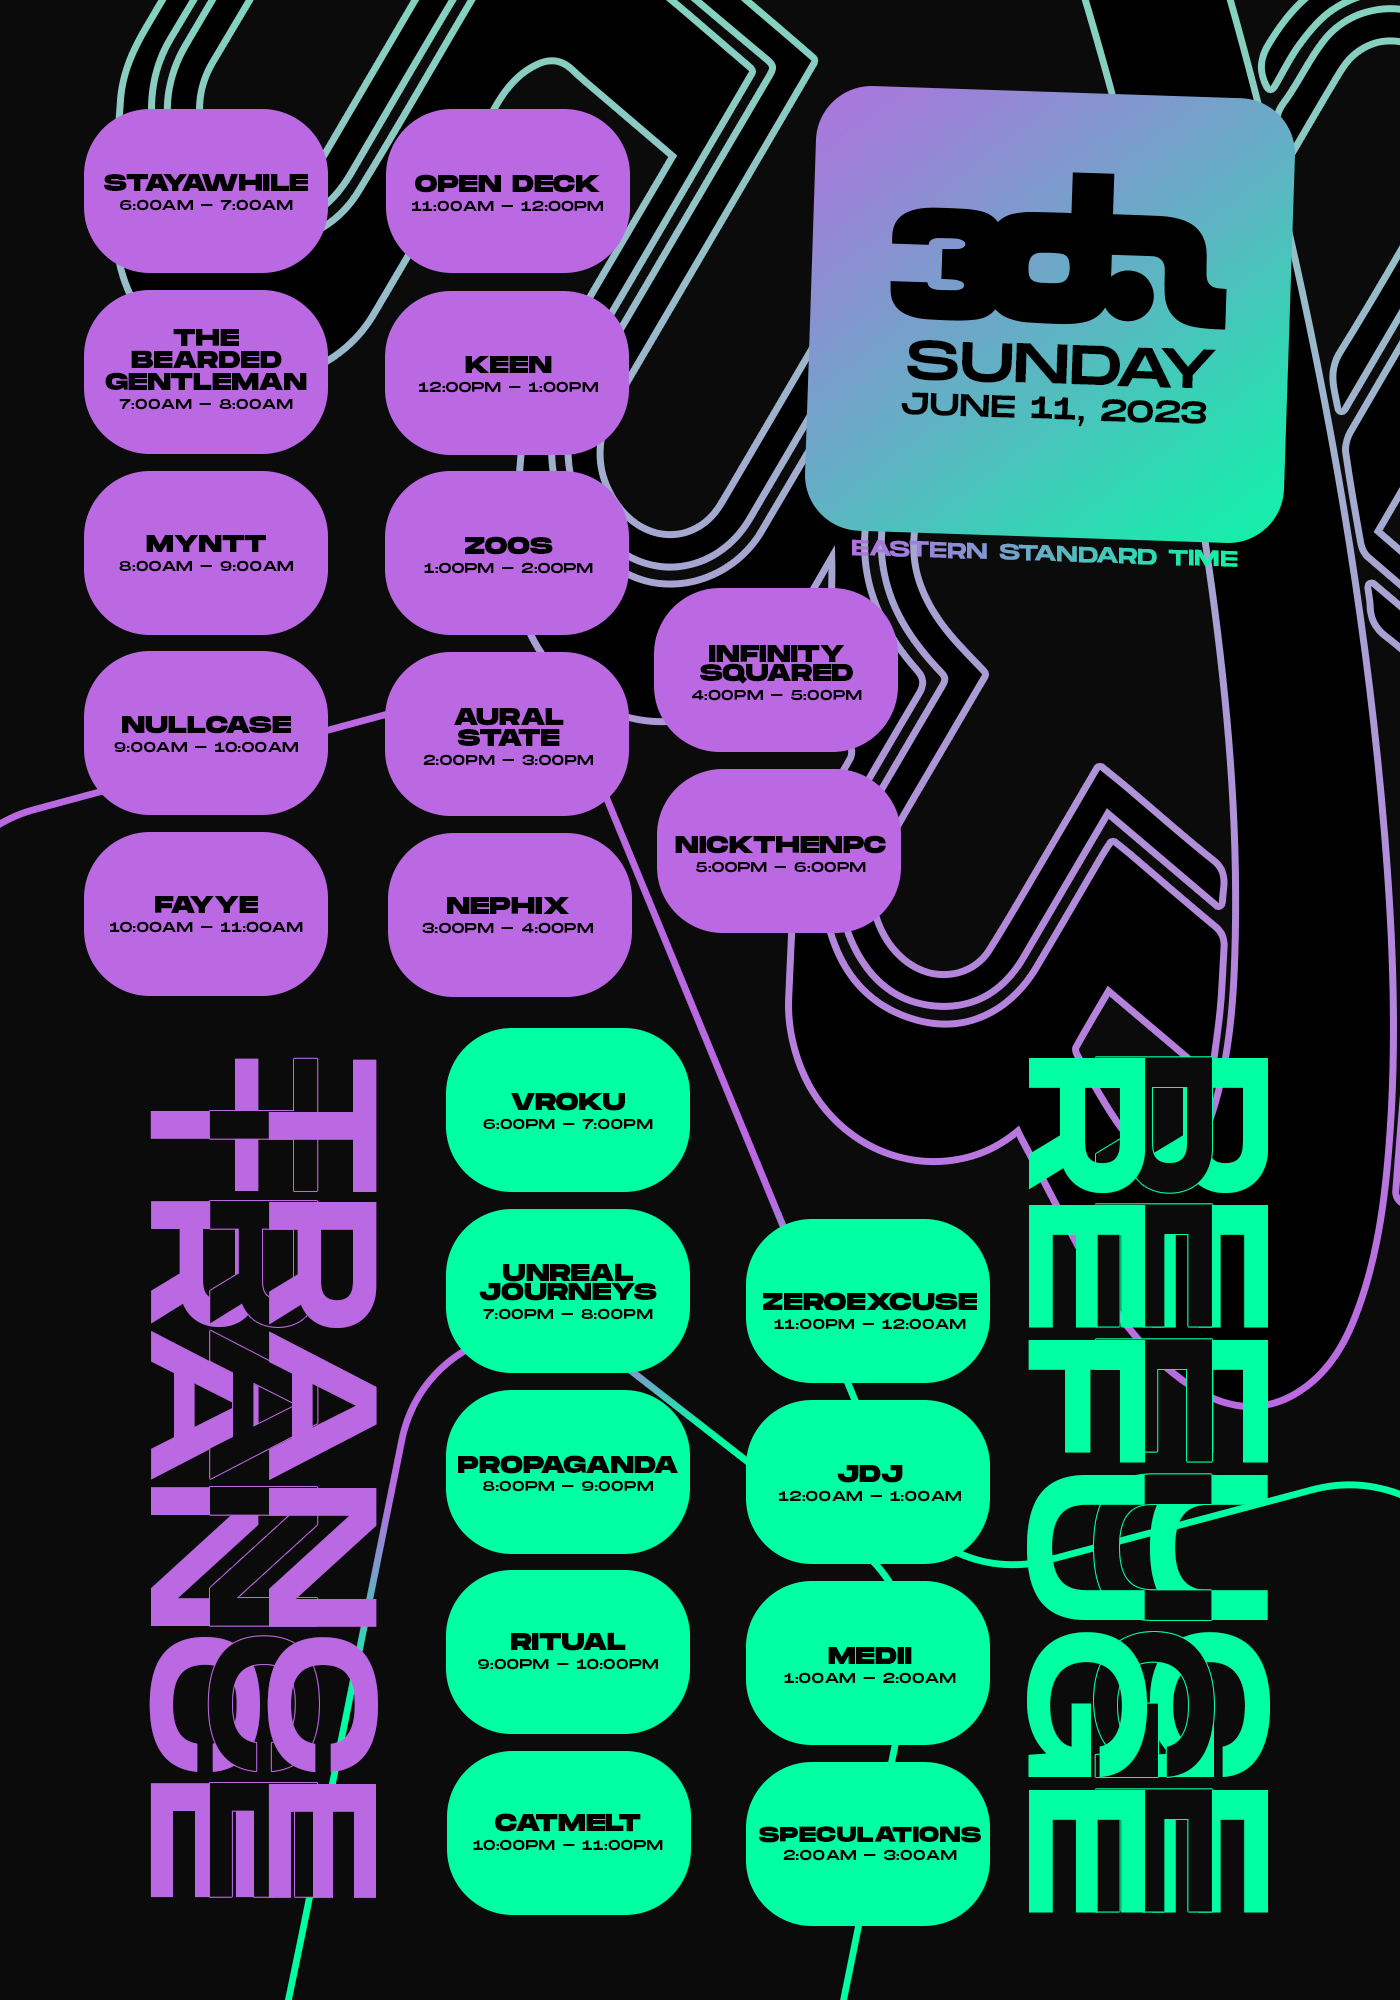 3dh
SUNDAY
JUNE 11, 2023
EASTERN STANDARD TIME
STAYAWHILE
6:00AM – 7:00AM
THE
BEARDED
GENTLEMAN
7:00AM – 8:00AM
MYNTT
8:00AM – 9:00AM
NULLCASE
9:00AM – 10:00AM
FAYYE
10:00AM – 11:00AM
OPEN DECK
11:00AM – 12:00PM
KEEN
12:00PM – 1:00PM
ZOOS
1:00PM – 2:00PM
AURAL
STATE
2:00PM – 3:00PM
NEPHIX
3:00PM – 4:00PM
INFINITY
SQUARED
4:00PM – 5:00PM
NICKTHENPC
5:00PM – 6:00PM
TRANCE
TRANCE
VROKU
6:00PM – 7:00PM
UNREAL
JOURNEYS
7:00PM – 8:00PM
PROPAGANDA
8:00PM – 9:00PM
RITUAL
9:00PM – 10:00PM
CATMELT
10:00PM – 11:00PM
ZEROEXCUSE
11:00PM – 12:00AM
JDJ
12:00AM – 1:00AM
MEDII
1:00AM – 2:00AM
SPECULATIONS
2:00AM – 3:00AM
REFUGE
REFUGE